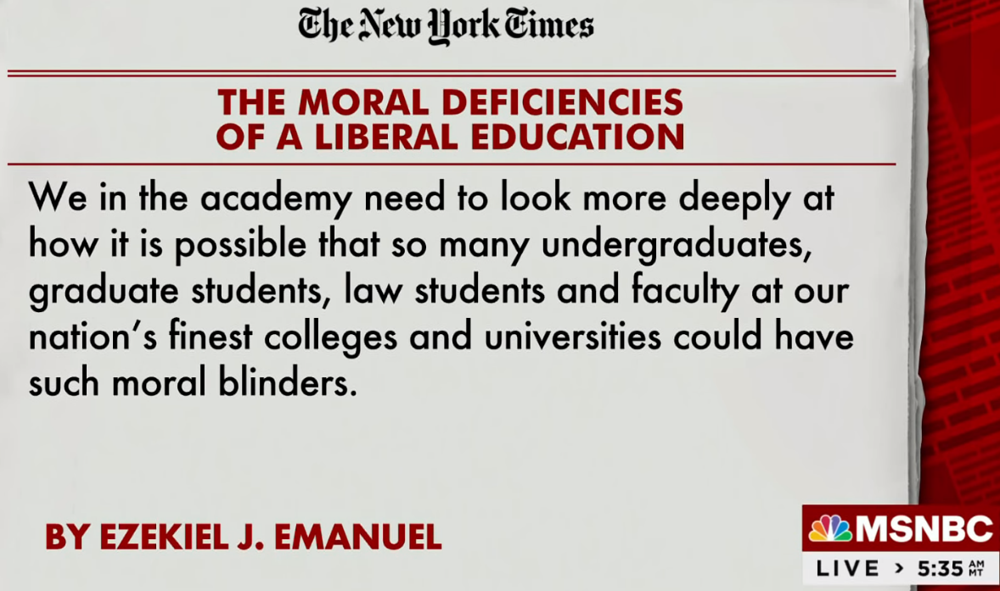 The New York Times
THE MORAL DEFICIENCIES
OF A LIBERAL EDUCATION
We in the academy need to look more deeply at
how it is possible that so many undergraduates,
graduate students, law students and faculty at our
nation’s finest colleges and universities could have
such moral blinders.
BY EZEKIEL J. EMANUEL
MSNBC
LIVE > 5:35 AM MT